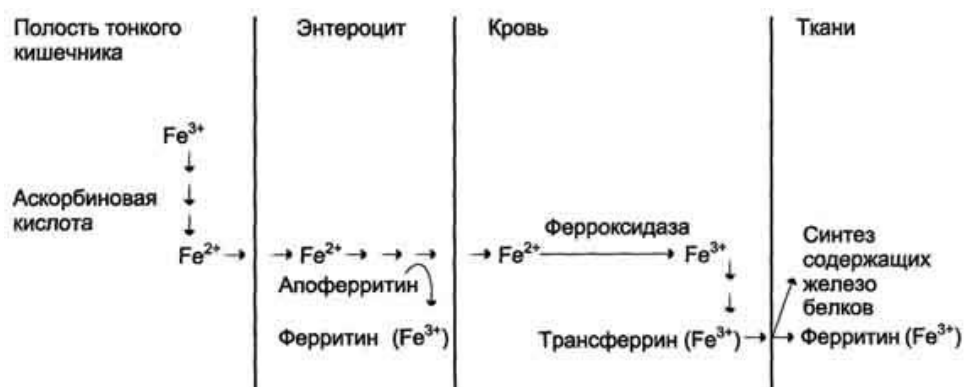 Полость тонкого
кишечника
Энтероцит
Кровь
Ткани
Fe³⁺
Аскорбиновая
кислота
Fe²⁺
Fe²⁺
Апоферритин
Ферритин (Fe³⁺)
Fe²⁺
Ферроксидаза
Fe³⁺
Трансферрин (Fe³⁺)
Синтез
содержащих
железо
белков
Ферритин (Fe³⁺)